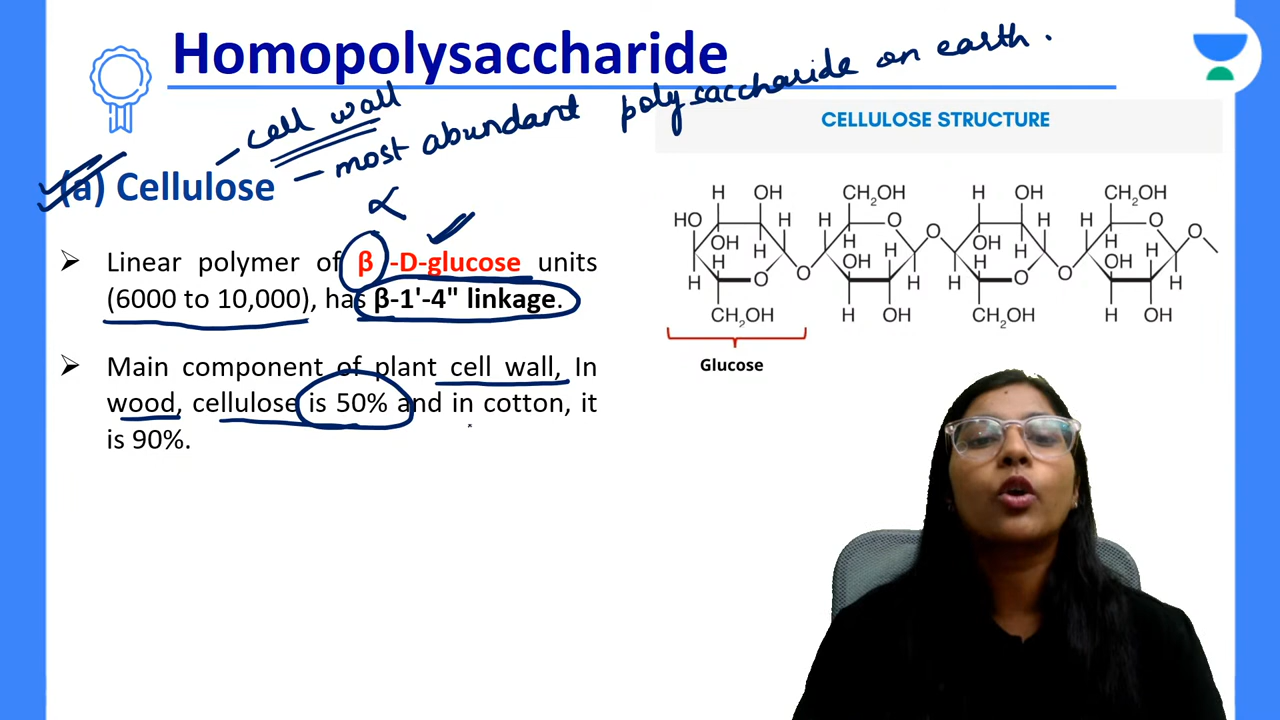 Homopolysaccharide
- cell wall
- most abundant polysaccharide on earth.
(a) Cellulose
∝
➢ Linear polymer of β -D-glucose units
(6000 to 10,000), has β-1'-4" linkage.
➢ Main component of plant cell wall, In
wood, cellulose is 50% and in cotton, it
is 90%.
CELLULOSE STRUCTURE
H OH CH₂OH H OH CH₂OH
HO H H O H H O O
OH H H H O OH H H H O
H H OH H H OH
H O O H OH H H O O H OH H
CH₂OH H OH CH₂OH H OH
Glucose